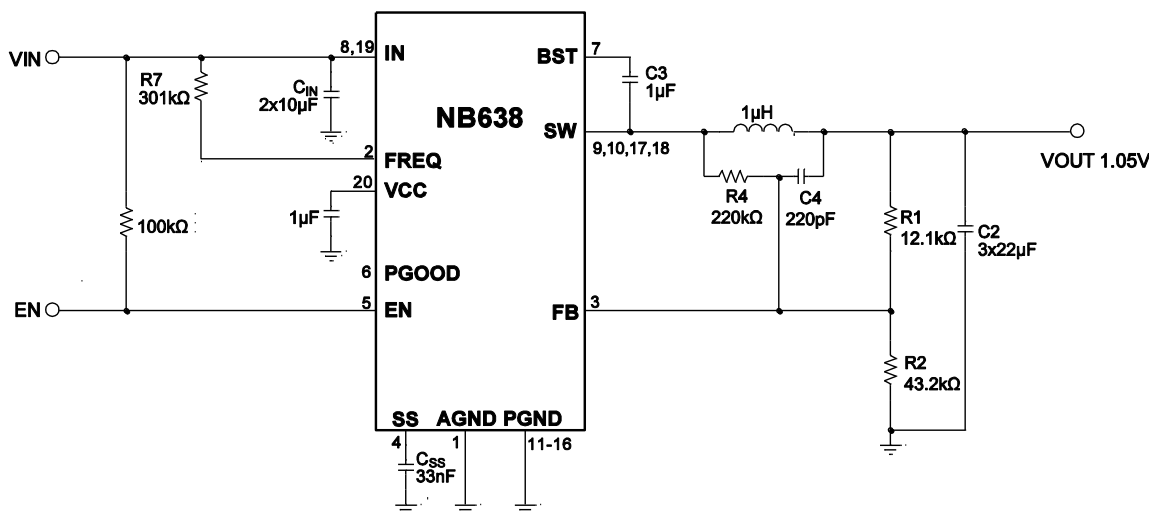 VIN
8,19
IN
R7
301kΩ
CIN
2x10µF
2
FREQ
20
VCC
1µF
100kΩ
6
PGOOD
EN
5
EN
NB638
BST
7
C3
1µF
SW
9,10,17,18
1µH
R4
220kΩ
C4
220pF
VOUT 1.05V
R1
12.1kΩ
C2
3x22µF
FB
3
R2
43.2kΩ
SS
AGND
PGND
4
1
11-16
CSS
33nF